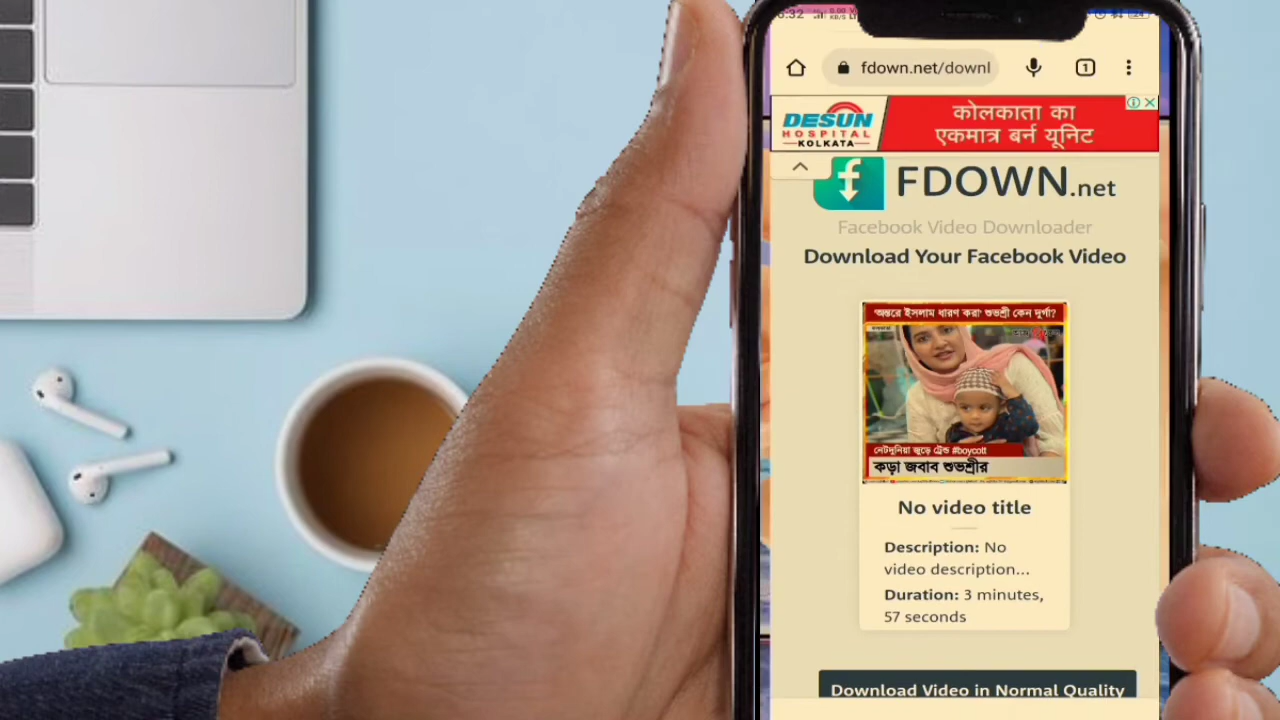 fdown.net/downl
1
DESUN
HOSPITAL
KOLKATA
कोलकाता का
एकमात्र बर्न यूनिट
FDOWN.net
Facebook Video Downloader
Download Your Facebook Video
'অন্তরে ইসলাম ধারণ করা' শুভশ্রী কেন দুর্গা?
নেটদুনিয়া জুড়ে ট্রেন্ড #boycott
কড়া জবাব শুভশ্রীর
No video title
Description: No
video description...
Duration: 3 minutes,
57 seconds
Download Video in Normal Quality